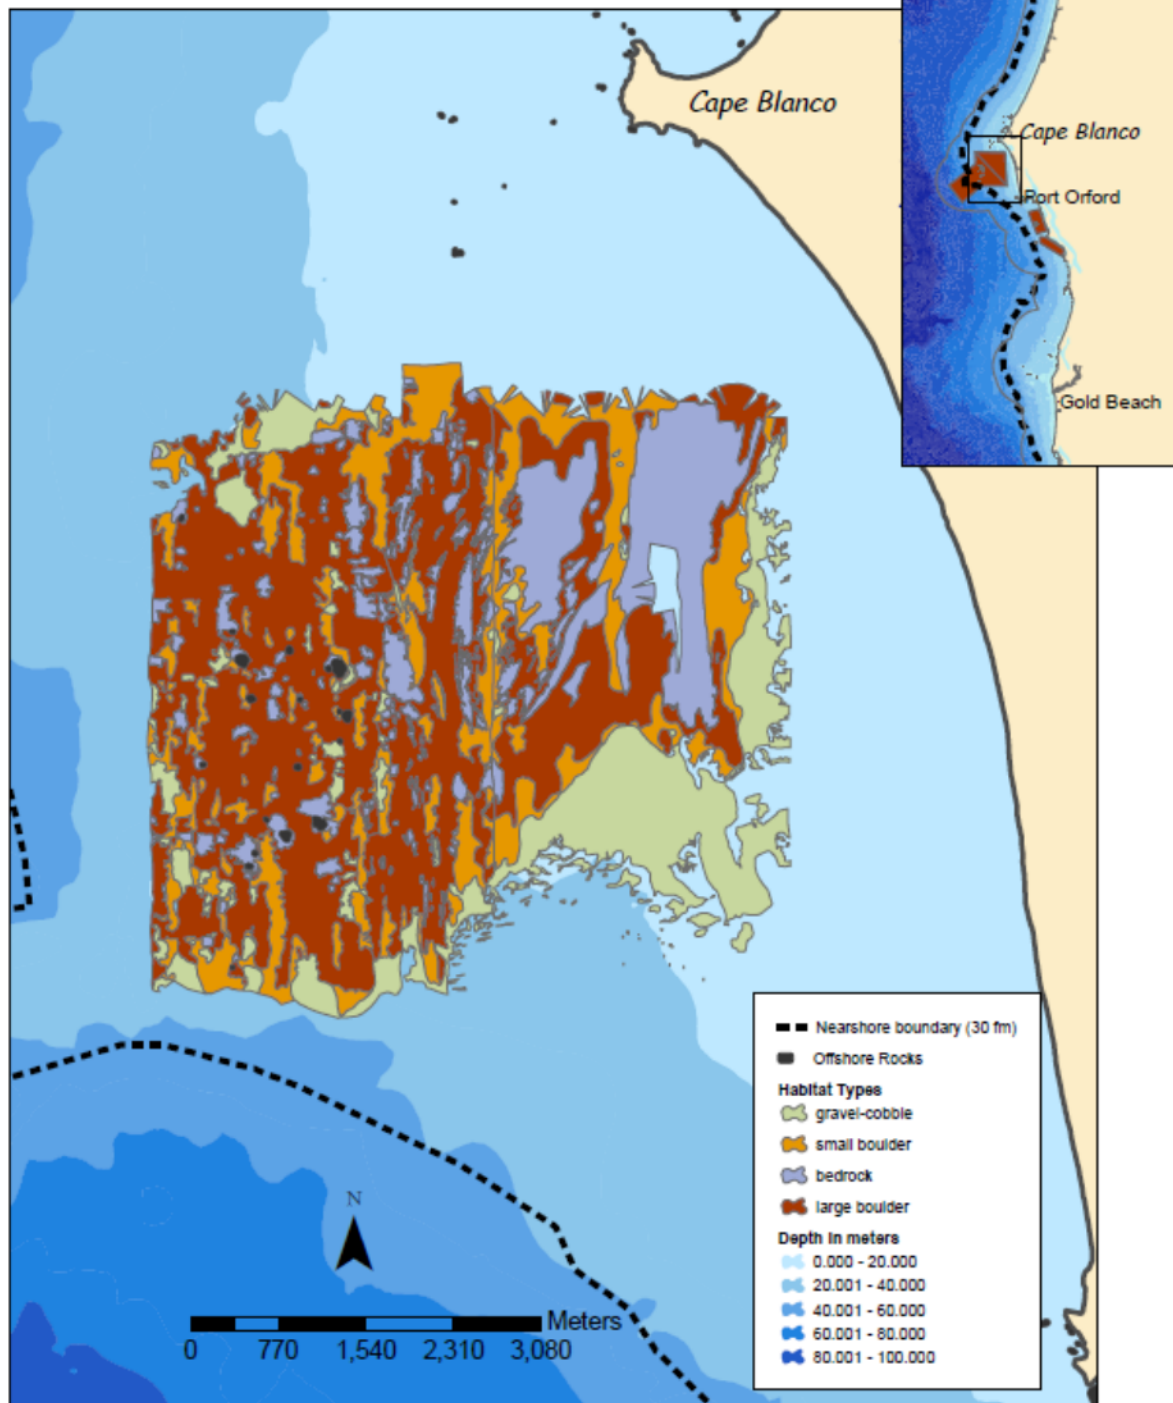 Cape Blanco
Cape Blanco
Port Orford
Gold Beach
Nearshore boundary (30 fm)
Offshore Rocks
Habitat Types
gravel-cobble
small boulder
bedrock
large boulder
Depth in meters
0.000 - 20.000
20.001 - 40.000
40.001 - 60.000
60.001 - 80.000
80.001 - 100.000
N
Meters
0 770 1,540 2,310 3,080